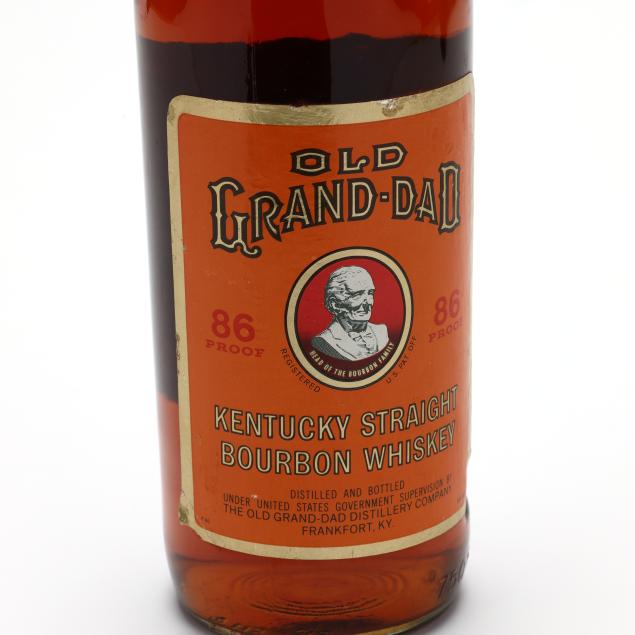 OLD
GRAND-DAD
86
PROOF
86
PROOF
HEAD OF THE BOURBON FAMILY
REGISTERED
U.S. PAT. OFF.
KENTUCKY STRAIGHT
BOURBON WHISKEY
DISTILLED AND BOTTLED
UNDER UNITED STATES GOVERNMENT SUPERVISION BY
THE OLD GRAND-DAD DISTILLERY COMPANY
FRANKFORT, KY.
750